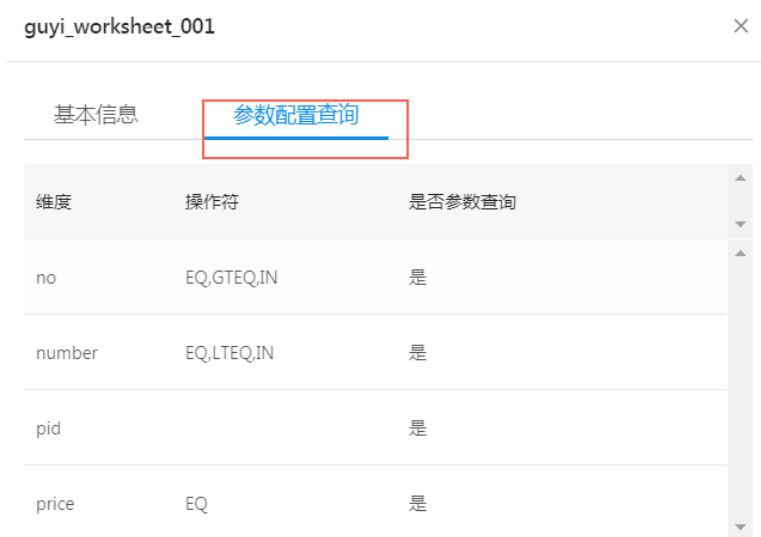 guyi_worksheet_001
基本信息 参数配置查询
维度 操作符 是否参数查询
no EQ,GTEQ,IN 是
number EQ,LTEQ,IN 是
pid 是
price EQ 是